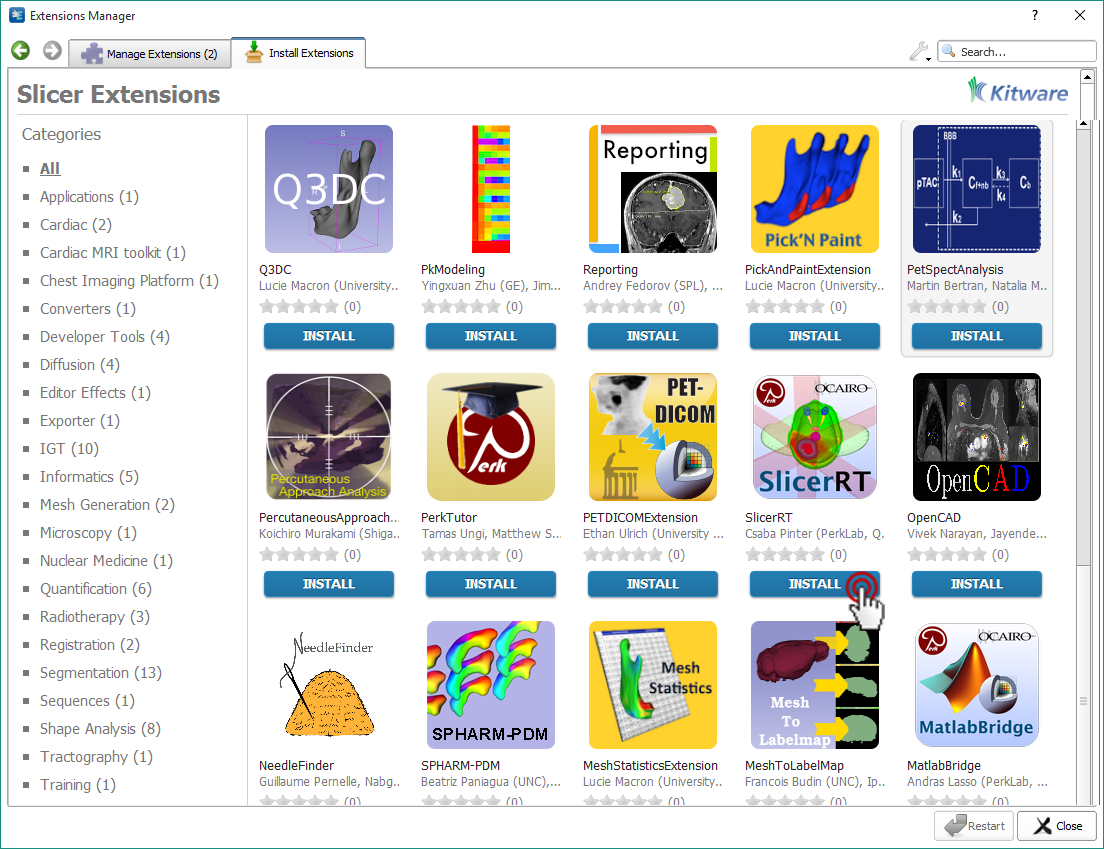 Extensions Manager
?
Manage Extensions (2)
Install Extensions
Search...
Slicer Extensions
Kitware
Categories
All
Applications (1)
Cardiac (2)
Cardiac MRI toolkit (1)
Chest Imaging Platform (1)
Converters (1)
Developer Tools (4)
Diffusion (4)
Editor Effects (1)
Exporter (1)
IGT (10)
Informatics (5)
Mesh Generation (2)
Microscopy (1)
Nuclear Medicine (1)
Quantification (6)
Radiotherapy (3)
Registration (2)
Segmentation (13)
Sequences (1)
Shape Analysis (8)
Tractography (1)
Training (1)
S
Q3DC
I
Q3DC
Lucie Macron (University..
(0)
INSTALL
PkModeling
Yingxuan Zhu (GE), Jim...
(0)
INSTALL
Reporting
Reporting
Andrey Fedorov (SPL), ...
(0)
INSTALL
Pick'N Paint
PickAndPaintExtension
Lucie Macron (University..
(0)
INSTALL
BBB
pTAC
k1
Cf+nb
k3
k4
Cb
k2
PetSpectAnalysis
Martin Bertran, Natalia M..
(0)
INSTALL
Percutaneous
Approach Analysis
PercutaneousApproach...
Koichiro Murakami (Shiga...
(0)
INSTALL
Perk
PerkTutor
Tamas Ungi, Matthew S...
(0)
INSTALL
PET-
DICOM
PETDICOMExtension
Ethan Ulrich (University ...
(0)
INSTALL
Perk
OCAIRO
SlicerRT
SlicerRT
Csaba Pinter (PerkLab, Q.
(0)
INSTALL
OpenCAD
OpenCAD
Vivek Narayan, Jayende...
(0)
INSTALL
NeedleFinder
NeedleFinder
Guillaume Pernelle, Nabg..
(0)
SPHARM-PDM
SPHARM-PDM
Beatriz Paniagua (UNC),...
(0)
Mesh
Statistics
MeshStatisticsExtension
Lucie Macron (University..
(0)
Mesh
To
Labelmap
MeshToLabelMap
Francois Budin (UNC), Ip..
(0)
Perk
OCAIRO
MatlabBridge
MatlabBridge
Andras Lasso (PerkLab, ...
(0)
Restart
Close